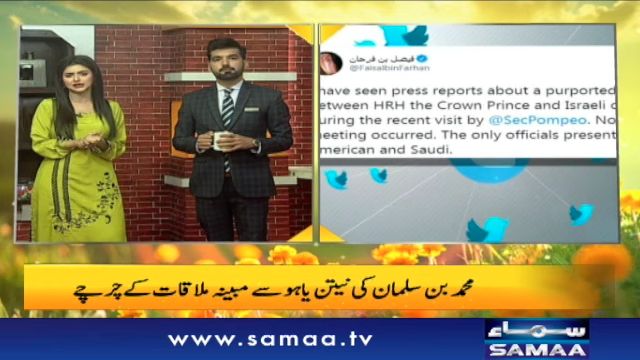 فيصل بن فرحان
@FaisalbinFarhan
have seen press reports about a purported
between HRH the Crown Prince and Israeli
uring the recent visit by @SecPompeo. No
eeting occurred. The only officials present
merican and Saudi.
محمد بن سلمان کی نیتن یاہو سے مبینہ ملاقات کے چرچے
www.samaa.tv
سماء
SAMAA